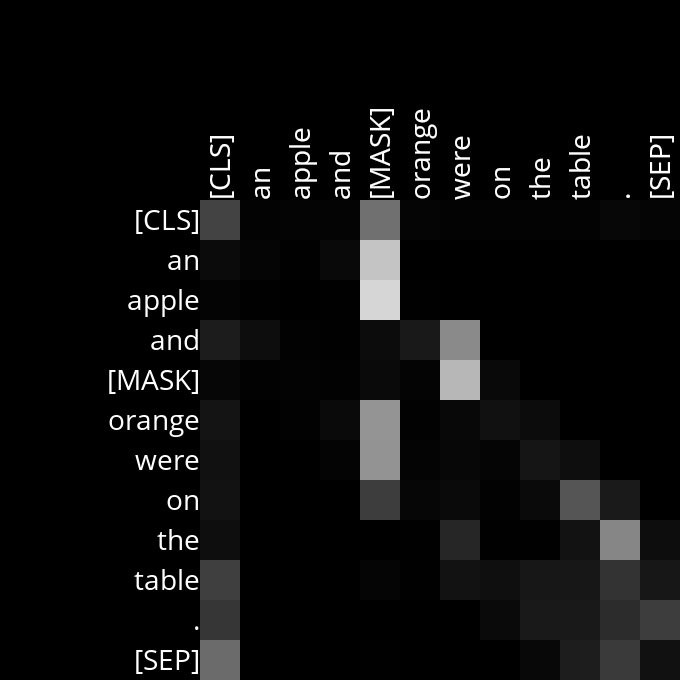 [CLS] an apple and [MASK] orange were on the table . [SEP]
[CLS]
an
apple
and
[MASK]
orange
were
on
the
table
.
[SEP]